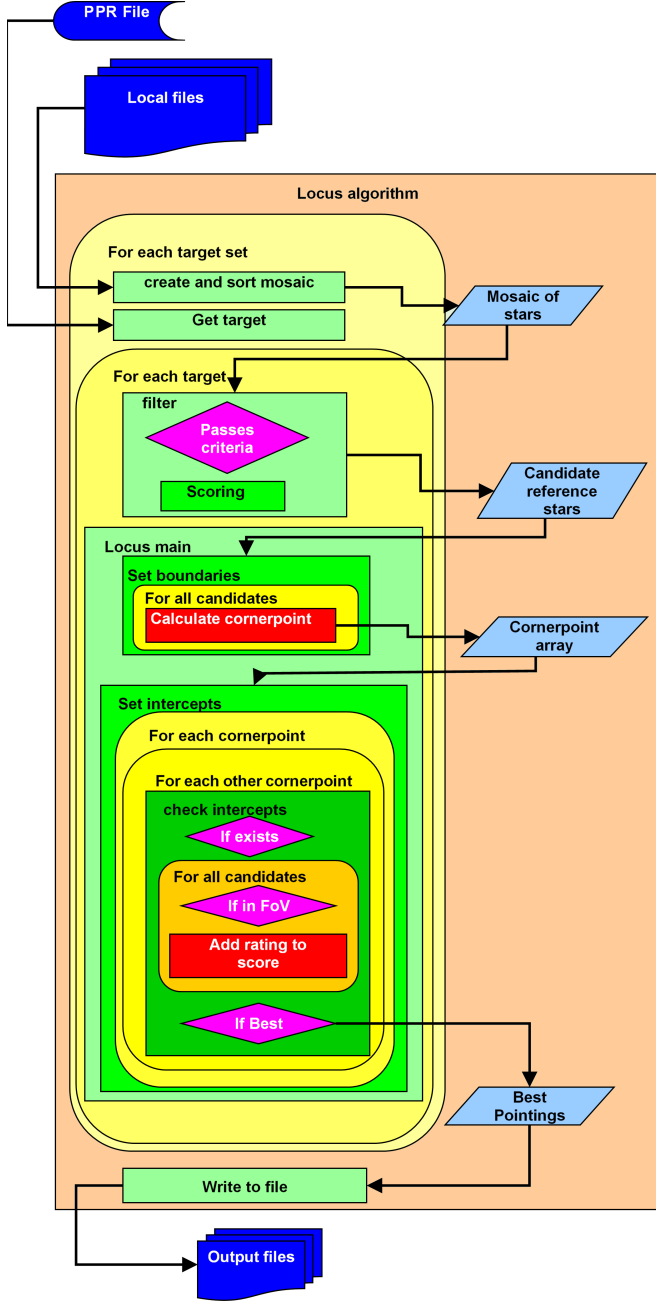 PPR File
Local files
Locus algorithm
For each target set
create and sort mosaic
Mosaic of
stars
Get target
For each target
filter
Passes
criteria
Scoring
Candidate
reference
stars
Locus main
Set boundaries
For all candidates
Calculate cornerpoint
Cornerpoint
array
Set intercepts
For each cornerpoint
For each other cornerpoint
check intercepts
If exists
For all candidates
If in FoV
Add rating to
score
If Best
Best
Pointings
Write to file
Output files